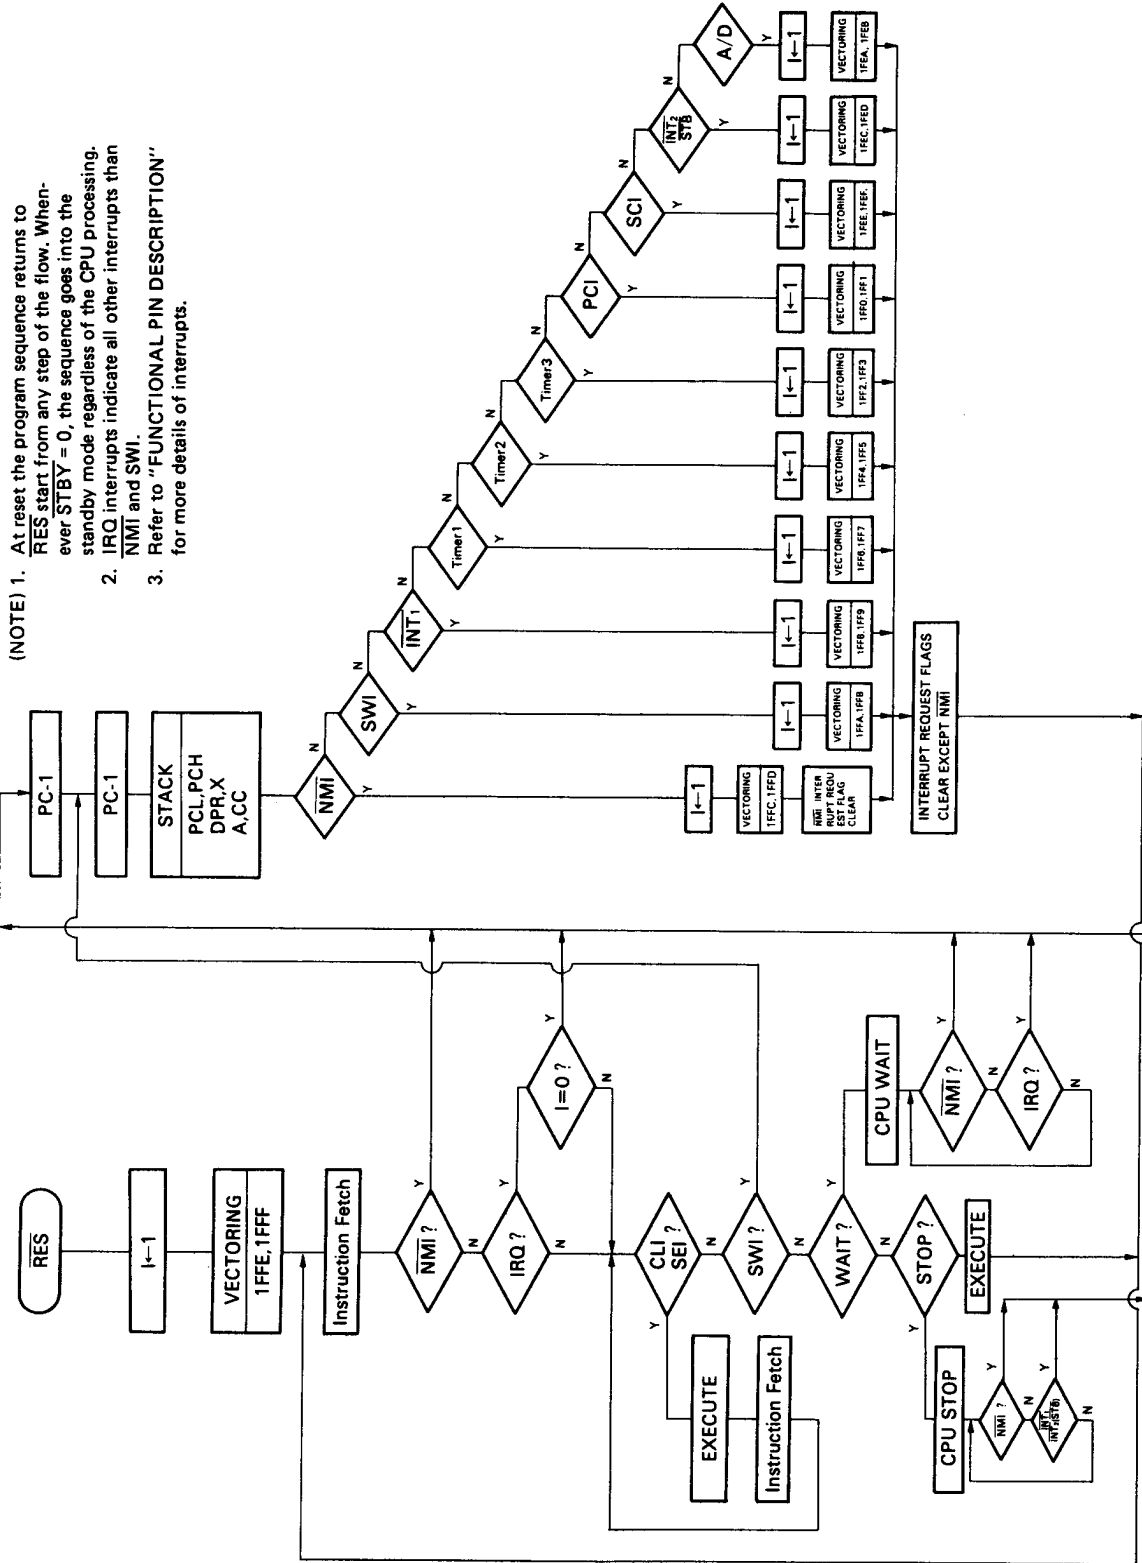 (NOTE) 1. At reset the program sequence returns to
RES start from any step of the flow. When-
ever STBY = 0, the sequence goes into the
standby mode regardless of the CPU processing.
2. IRQ interrupts indicate all other interrupts than
NMI and SWI.
3. Refer to "FUNCTIONAL PIN DESCRIPTION"
for more details of interrupts.
RES
I←1
VECTORING
1FFE,1FFF
Instruction Fetch
NMI ?
Y
N
IRQ ?
Y
N
I=0 ?
Y
N
CLI
SEI ?
Y
N
EXECUTE
Instruction Fetch
SWI ?
Y
N
WAIT ?
Y
N
CPU WAIT
NMI ?
Y
N
IRQ ?
Y
N
STOP ?
Y
EXECUTE
CPU STOP
NMI ?
Y
N
INT1
INT2(STB)
Y
N
PC-1
PC-1
STACK
PCL,PCH
DPR,X
A,CC
NMI
N
Y
SWI
N
Y
INT1
N
Y
Timer1
N
Y
Timer2
N
Y
Timer3
N
Y
PCI
N
Y
SCI
N
Y
INT2
STB
N
Y
A/D
Y
I←1
VECTORING
1FFC,1FFD
NMI INTER
RUPT REQU
EST FLAG
CLEAR
I←1
VECTORING
1FFA,1FFB
I←1
VECTORING
1FF8,1FF9
I←1
VECTORING
1FF6,1FF7
I←1
VECTORING
1FF4,1FF5
I←1
VECTORING
1FF2,1FF3
I←1
VECTORING
1FF0,1FF1
I←1
VECTORING
1FEE,1FEF,
I←1
VECTORING
1FEC,1FED
I←1
VECTORING
1FEA,1FEB
INTERRUPT REQUEST FLAGS
CLEAR EXCEPT NMI